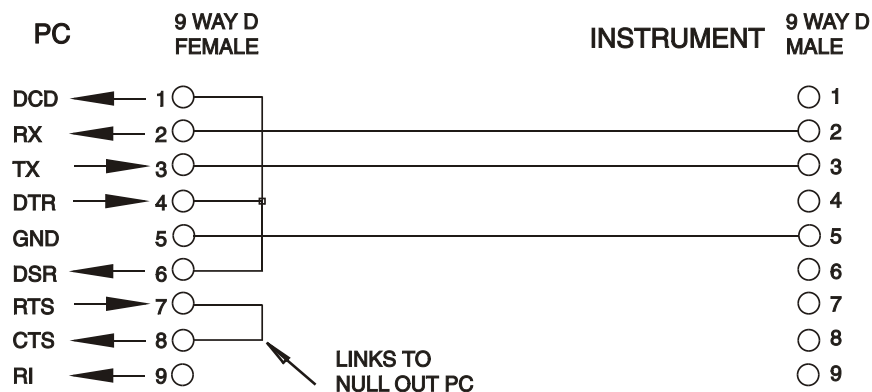 PC
9 WAY D
FEMALE
INSTRUMENT
9 WAY D
MALE
DCD 1 1
RX 2 2
TX 3 3
DTR 4 4
GND 5 5
DSR 6 6
RTS 7 7
CTS 8 8
RI 9 9
LINKS TO
NULL OUT PC